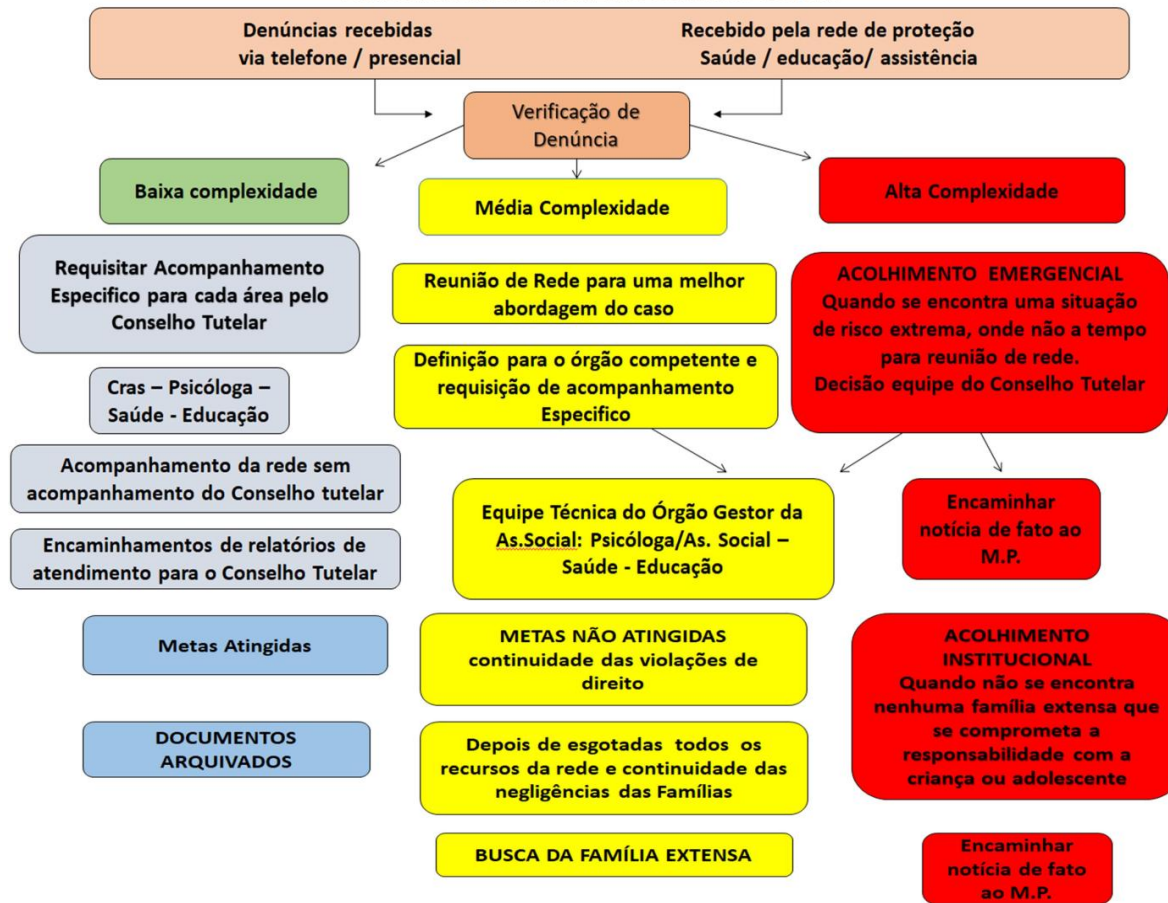 Denúncias recebidas
via telefone / presencial
Recebido pela rede de proteção
Saúde / educação/ assistência
Verificação de
Denúncia
Baixa complexidade
Média Complexidade
Alta Complexidade
Requisitar Acompanhamento
Especifico para cada área pelo
Conselho Tutelar
Cras – Psicóloga –
Saúde - Educação
Acompanhamento da rede sem
acompanhamento do Conselho tutelar
Encaminhamentos de relatórios de
atendimento para o Conselho Tutelar
Metas Atingidas
DOCUMENTOS
ARQUIVADOS
Reunião de Rede para uma melhor
abordagem do caso
Definição para o órgão competente e
requisição de acompanhamento
Especifico
Equipe Técnica do Órgão Gestor da
As.Social: Psicóloga/As. Social –
Saúde - Educação
METAS NÃO ATINGIDAS
continuidade das violações de
direito
Depois de esgotadas todos os
recursos da rede e continuidade das
negligências das Famílias
BUSCA DA FAMÍLIA EXTENSA
ACOLHIMENTO EMERGENCIAL
Quando se encontra uma situação
de risco extrema, onde não a tempo
para reunião de rede.
Decisão equipe do Conselho Tutelar
Encaminhar
notícia de fato ao
M.P.
ACOLHIMENTO
INSTITUCIONAL
Quando não se encontra
nenhuma família extensa que
se comprometa a
responsabilidade com a
criança ou adolescente
Encaminhar
notícia de fato
ao M.P.